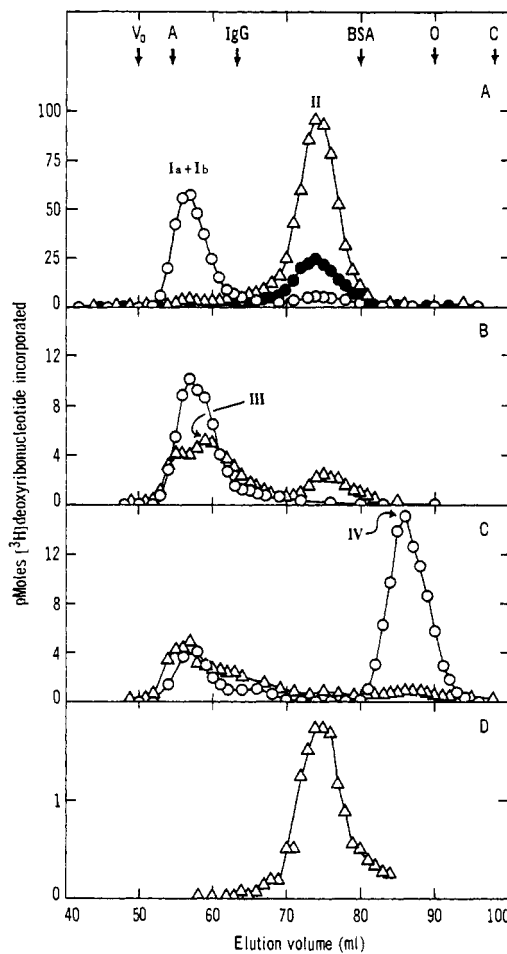 V₀ A IgG BSA O C
A
II
100
Ia+Ib
75
50
25
0
B
12
III
8
4
0
C
IV
12
8
4
0
D
1
0
40 50 60 70 80 90 100
Elution volume (ml)
pMoles [³H]deoxyribonucleotide incorporated